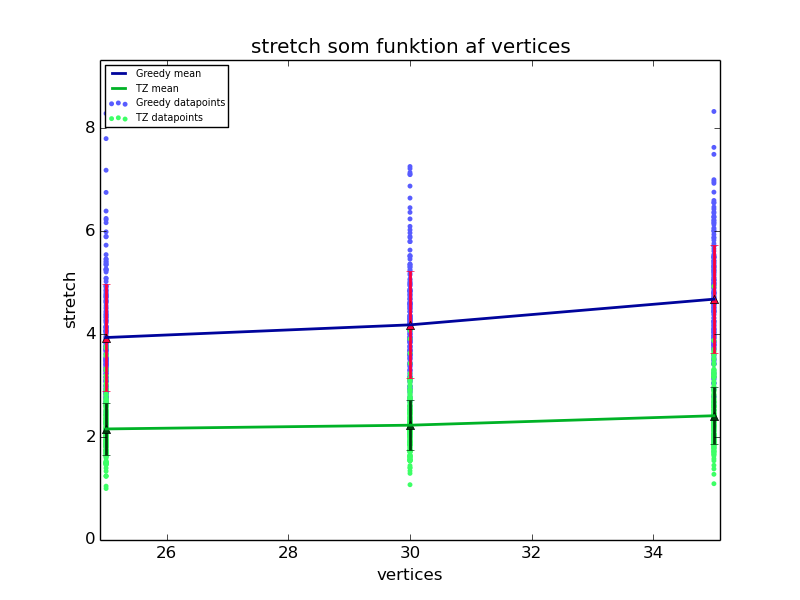 stretch som funktion af vertices
Greedy mean
TZ mean
Greedy datapoints
TZ datapoints
8
6
4
2
0
stretch
26
28
30
32
34
vertices